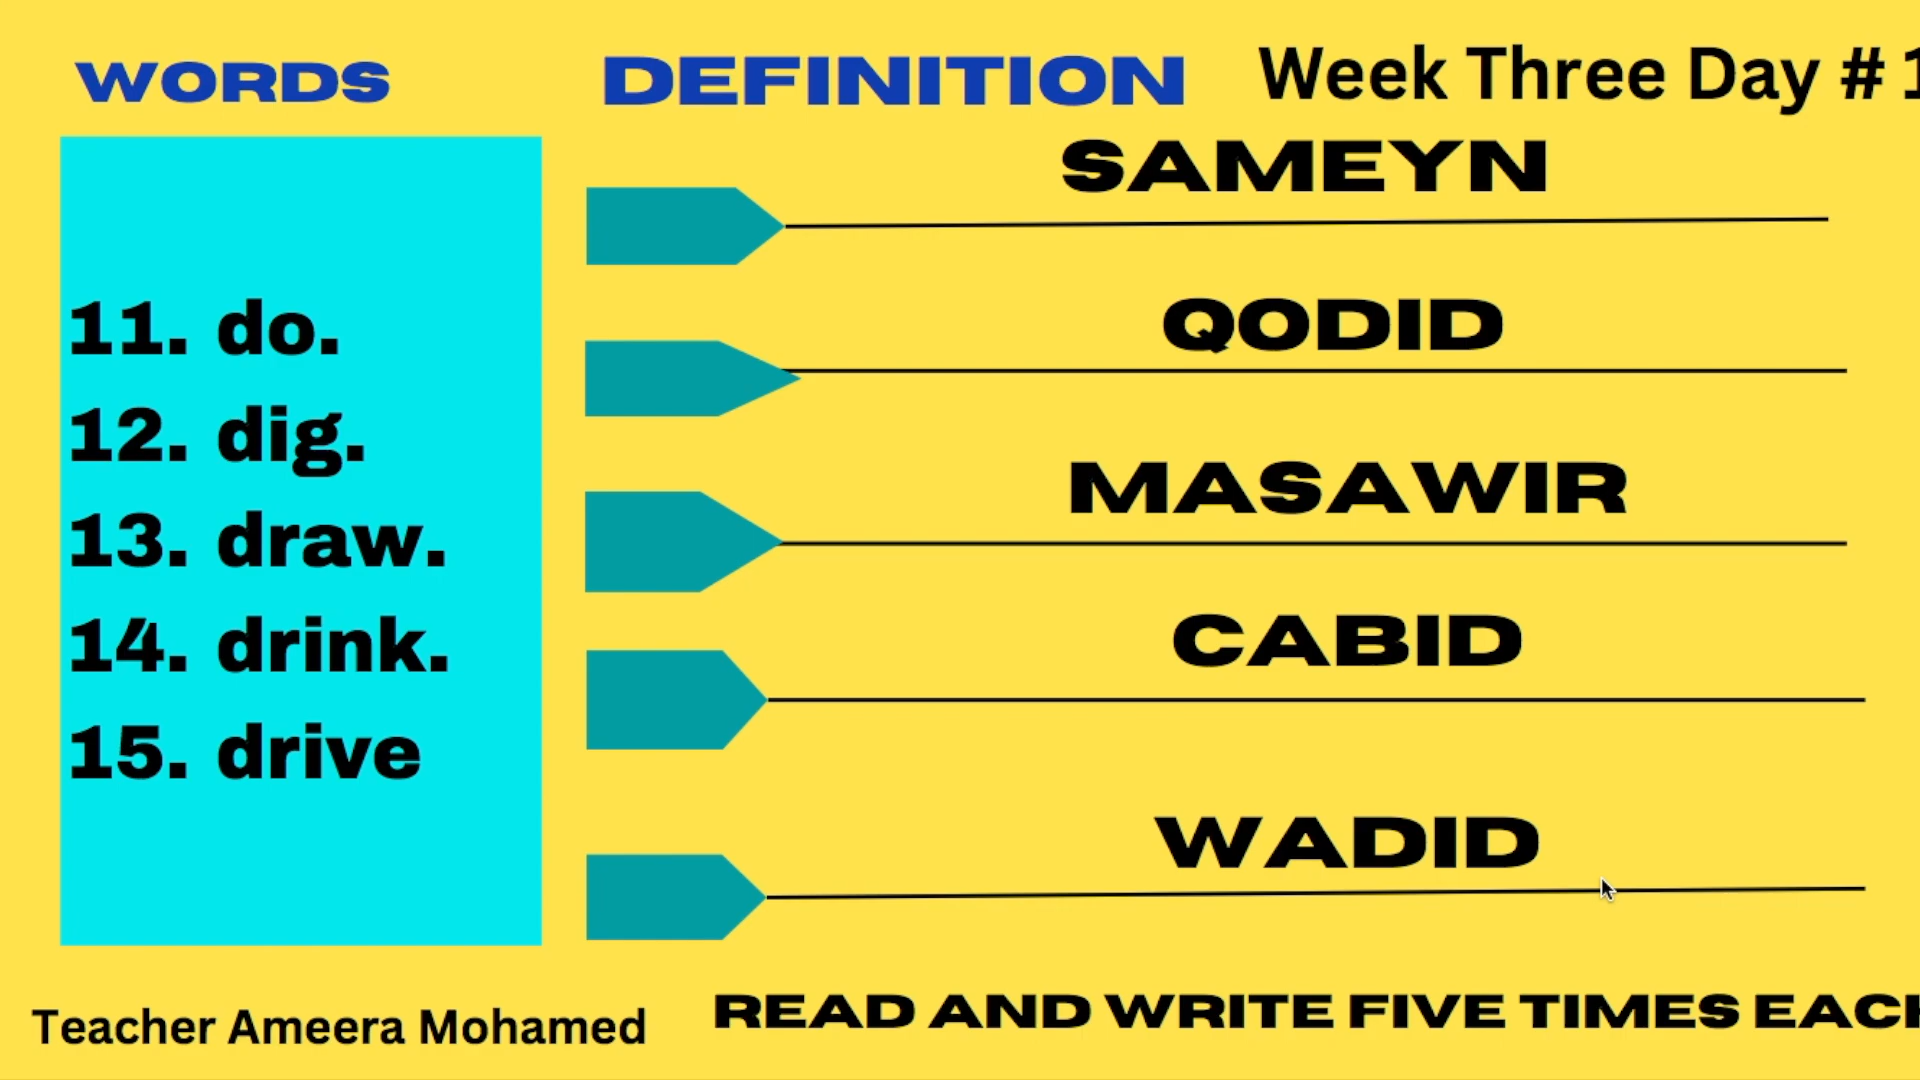 WORDS
DEFINITION
Week Three Day # 1
SAMEYN
11. do.
QODID
12. dig.
MASAWIR
13. draw.
CABID
14. drink.
WADID
15. drive
Teacher Ameera Mohamed
READ AND WRITE FIVE TIMES EACH